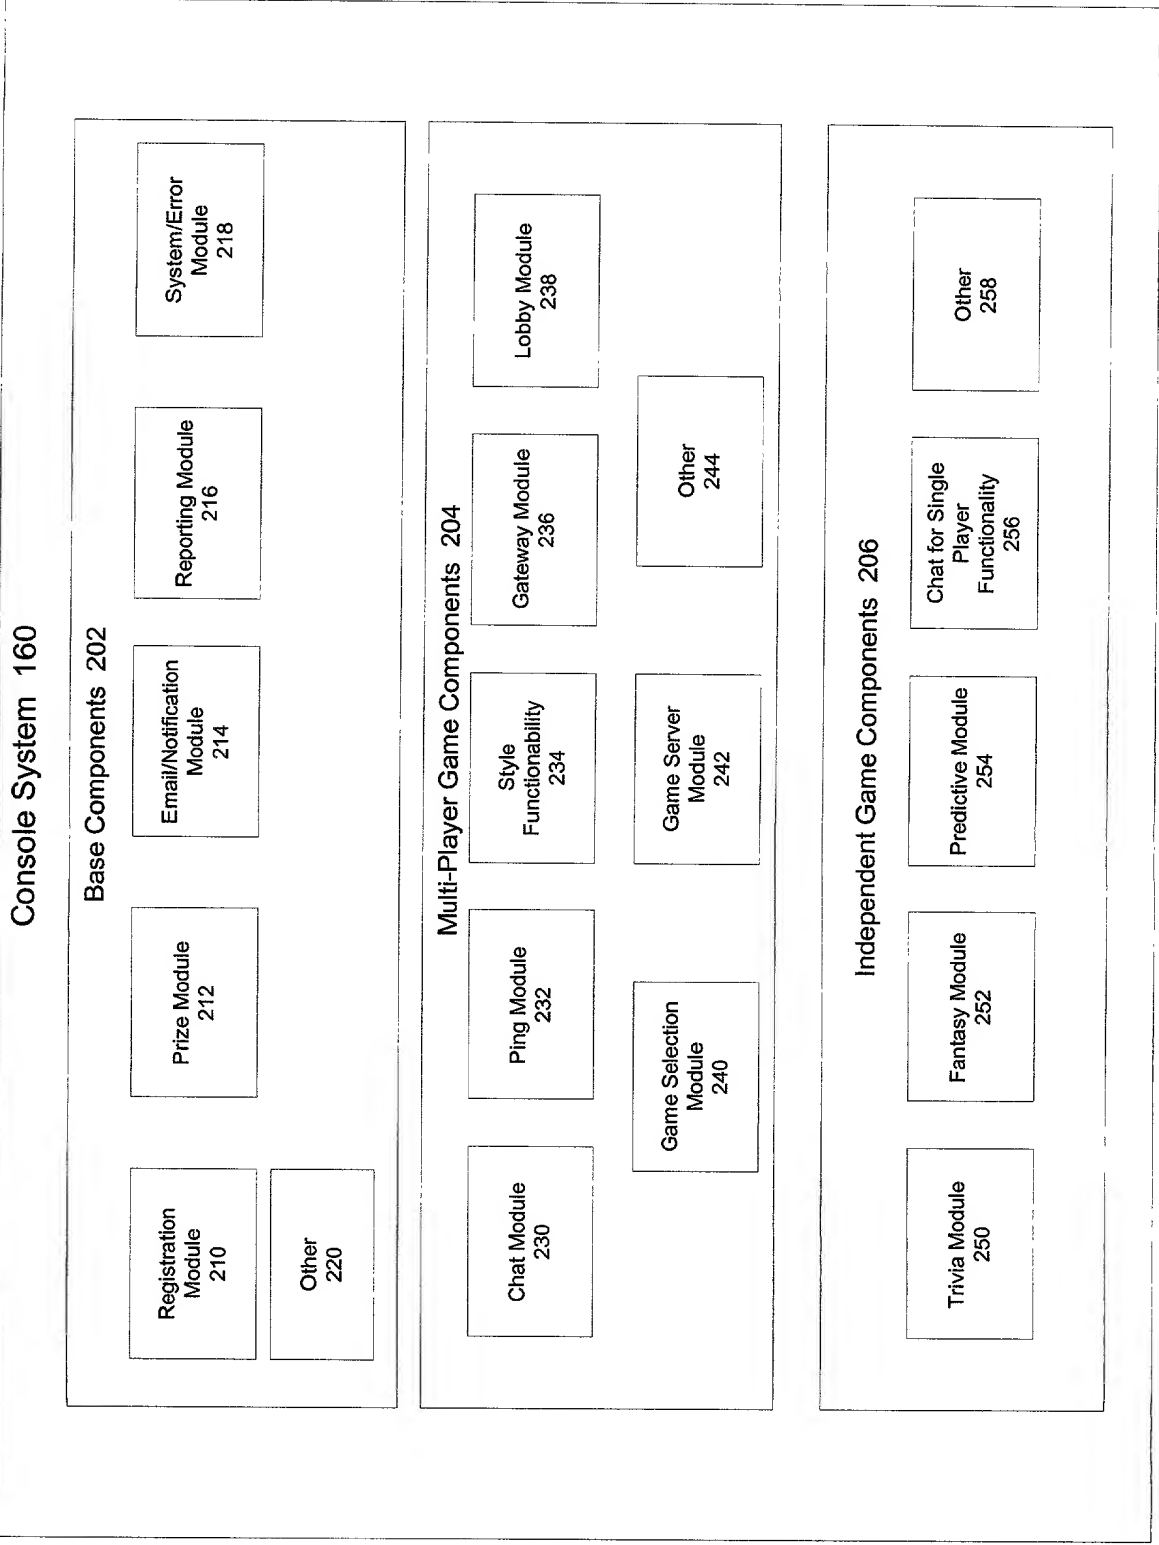 Console System 160
Base Components 202
Registration
Module
210
Prize Module
212
Email/Notification
Module
214
Reporting Module
216
System/Error
Module
218
Other
220
Multi-Player Game Components 204
Chat Module
230
Ping Module
232
Style
Functionability
234
Gateway Module
236
Lobby Module
238
Game Selection
Module
240
Game Server
Module
242
Other
244
Independent Game Components 206
Trivia Module
250
Fantasy Module
252
Predictive Module
254
Chat for Single
Player
Functionality
256
Other
258